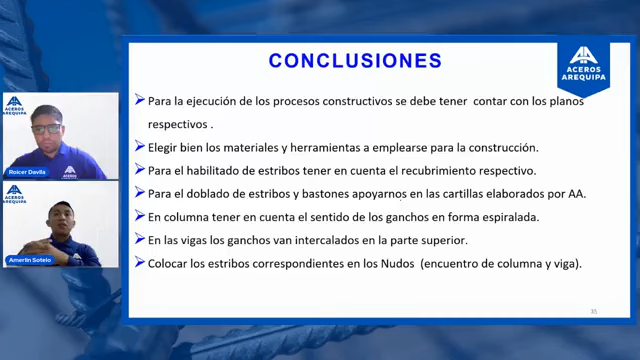 CONCLUSIONES
ACEROS
AREQUIPA
Para la ejecución de los procesos constructivos se debe tener contar con los planos
respectivos .
Elegir bien los materiales y herramientas a emplearse para la construcción.
Para el habilitado de estribos tener en cuenta el recubrimiento respectivo.
Para el doblado de estribos y bastones apoyarnos en las cartillas elaborados por AA.
En columna tener en cuenta el sentido de los ganchos en forma espiralada.
En las vigas los ganchos van intercalados en la parte superior.
Colocar los estribos correspondientes en los Nudos (encuentro de columna y viga).
35
ACEROS
AREQUIPA
Roicer Davila
ACEROS
AREQUIPA
Amerlin Sotelo